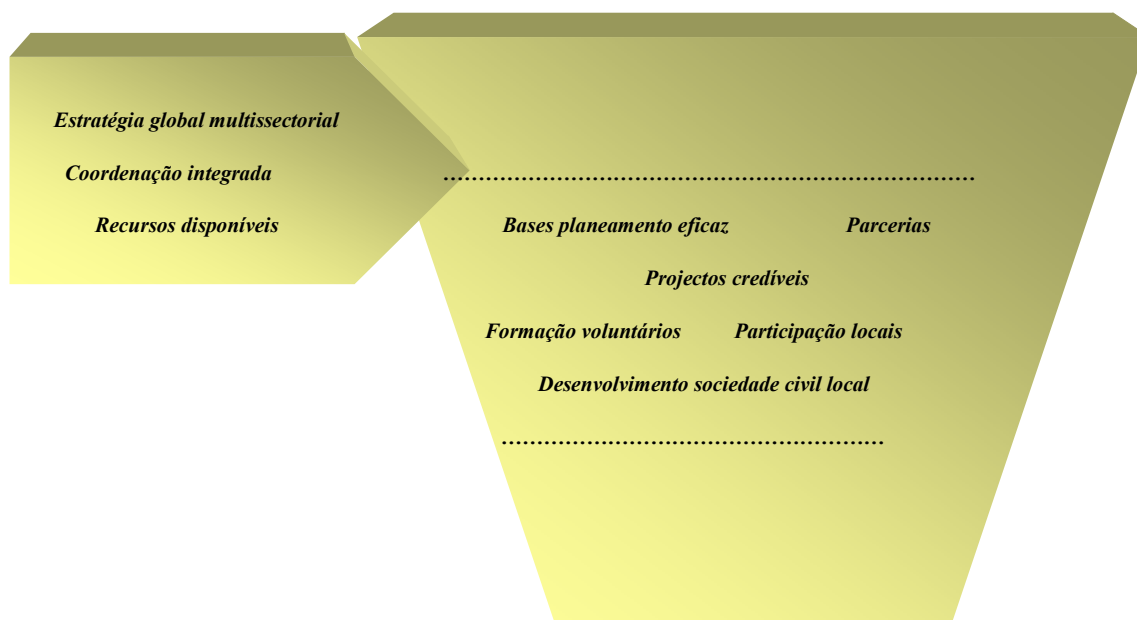 Estratégia global multissectorial
Coordenação integrada
Recursos disponíveis
................................................................................
Bases planeamento eficaz Parcerias
Projectos credíveis
Formação voluntários Participação locais
Desenvolvimento sociedade civil local
......................................................